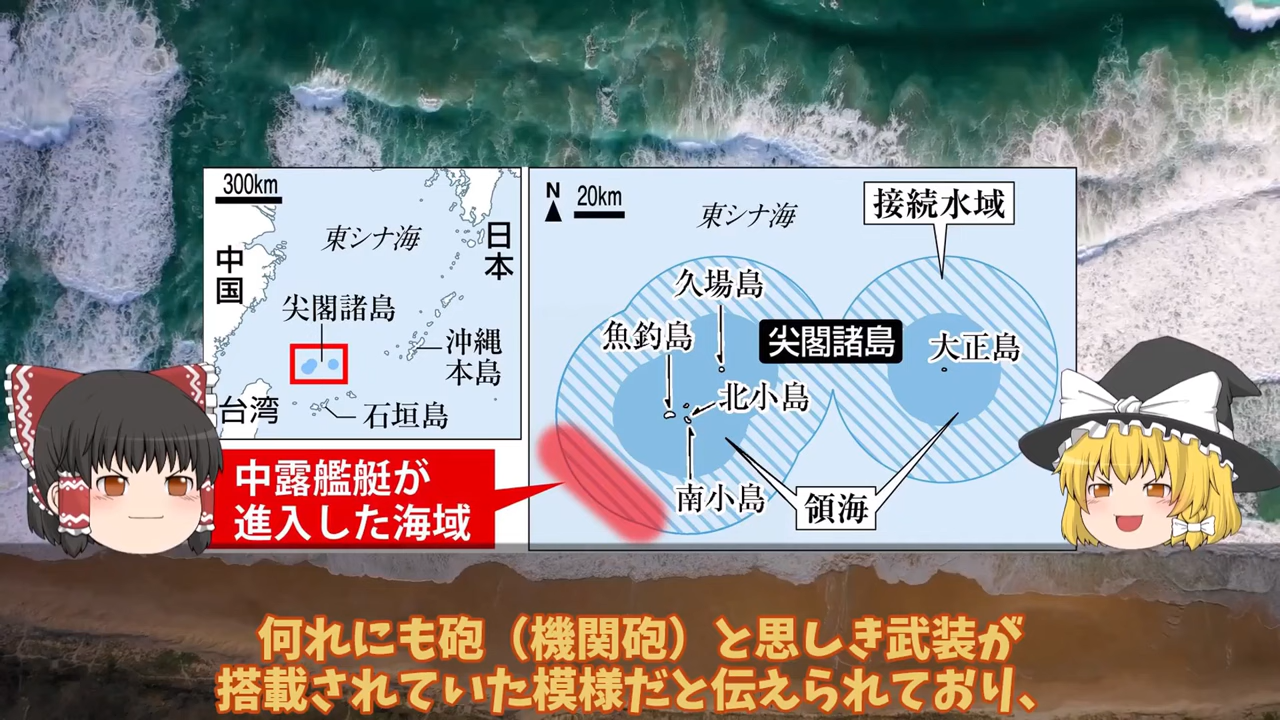 300km
東シナ海
中国
日本
尖閣諸島
沖縄
本島
台湾
石垣島
中露艦艇が
進入した海域
N
20km
東シナ海
接続水域
久場島
魚釣島
尖閣諸島
大正島
北小島
南小島
領海
何れにも砲（機関砲）と思しき武装が
搭載されていた模様だと伝えられており、